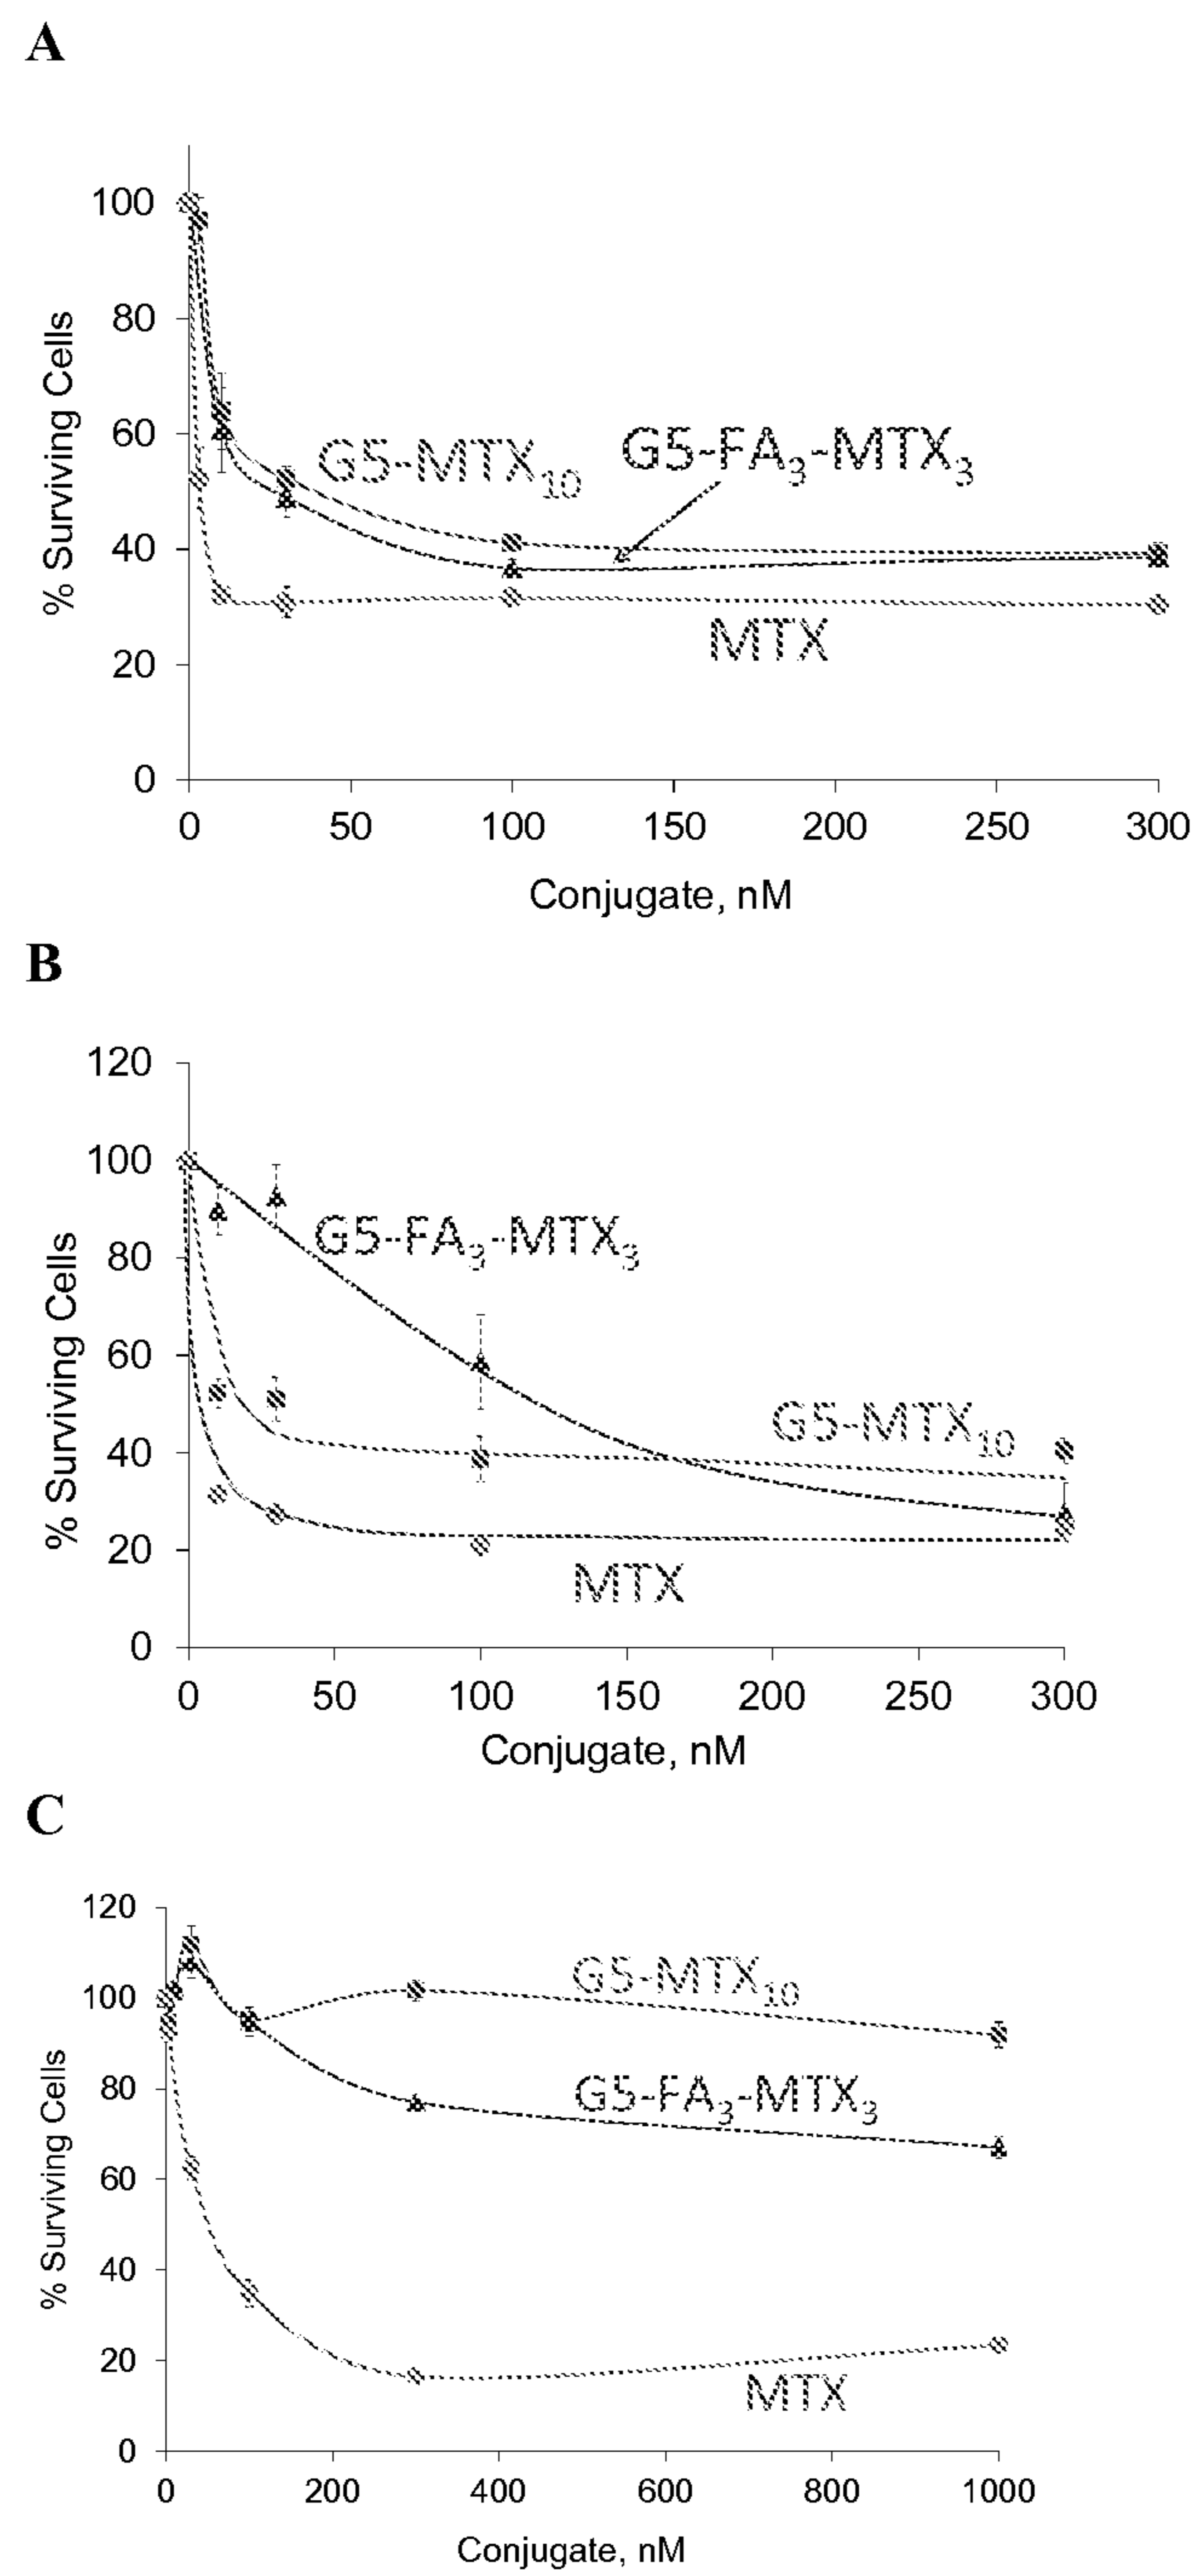 A
100
80
60
40
20
0
% Surviving Cells
G5-MTX10
G5-FA3-MTX3
MTX
0 50 100 150 200 250 300
Conjugate, nM
B
120
100
80
60
40
20
0
% Surviving Cells
G5-FA3-MTX3
G5-MTX10
MTX
0 50 100 150 200 250 300
Conjugate, nM
C
120
100
80
60
40
20
0
% Surviving Cells
G5-MTX10
G5-FA3-MTX3
MTX
0 200 400 600 800 1000
Conjugate, nM